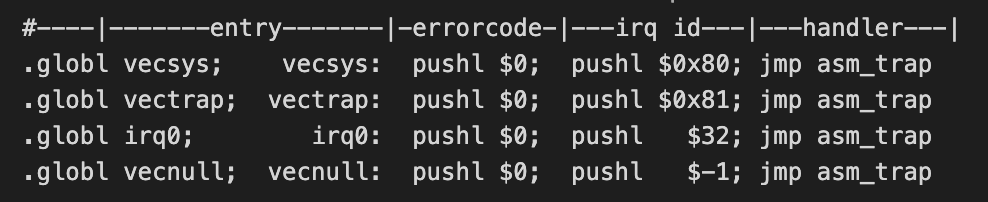 #----|-------entry-------|-errorcode-|---irq id---|---handler---|
.globl vecsys;    vecsys:  pushl $0;  pushl $0x80; jmp asm_trap
.globl vectrap;  vectrap:  pushl $0;  pushl $0x81; jmp asm_trap
.globl irq0;        irq0:  pushl $0;  pushl   $32; jmp asm_trap
.globl vecnull;  vecnull:  pushl $0;  pushl   $-1; jmp asm_trap